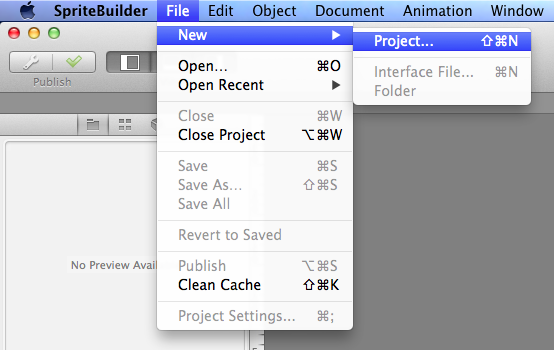 SpriteBuilder File Edit Object Document Animation Window
New
Project... ⇧⌘N
Interface File... ⌘N
Folder
Open... ⌘O
Open Recent
Close ⌘W
Close Project ⌥⌘W
Save ⌘S
Save As... ⇧⌘S
Save All
Revert to Saved
Publish ⌥⌘S
Clean Cache ⇧⌘K
Project Settings... ⌘;
Publish
No Preview Avail